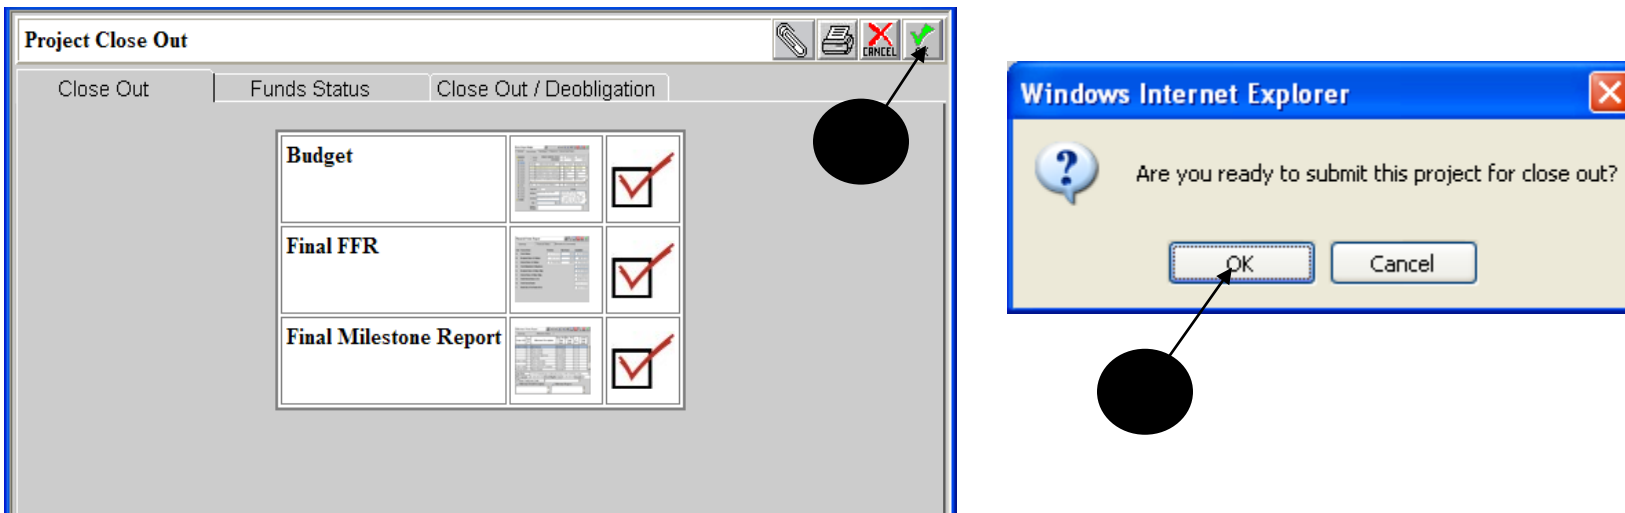 Project Close Out
CANCEL
OK
Close Out
Funds Status
Close Out / Deobligation
Budget
Final FFR
Final Milestone Report
Windows Internet Explorer
Are you ready to submit this project for close out?
OK
Cancel